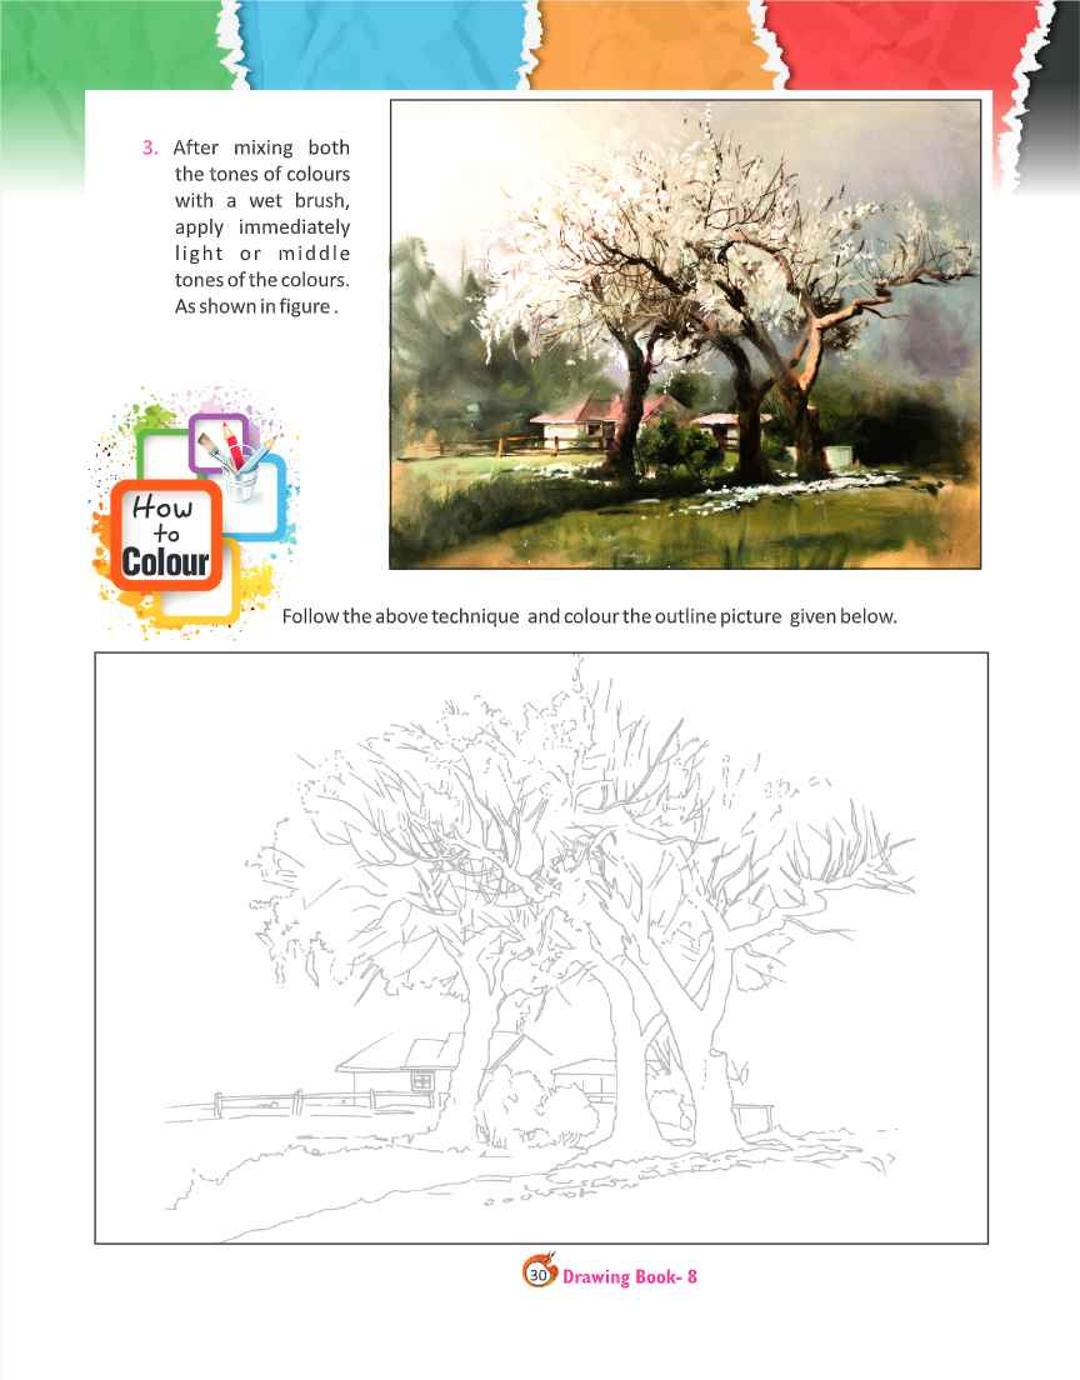 3. After mixing both
the tones of colours
with a wet brush,
apply immediately
light or middle
tones of the colours.
As shown in figure .
How
to
Colour
Follow the above technique and colour the outline picture given below.
30 Drawing Book- 8